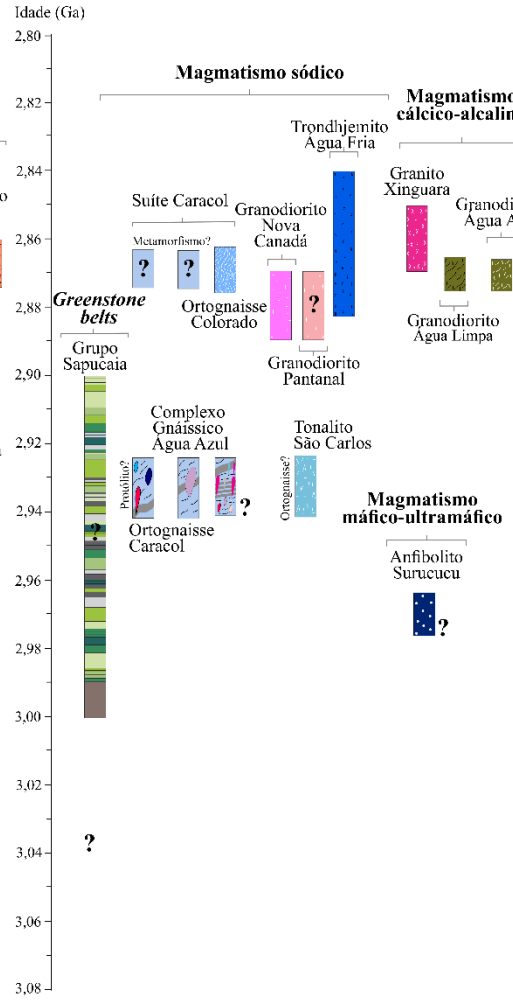 Idade (Ga)
2,80
2,82
2,84
2,86
2,88
2,90
2,92
2,94
2,96
2,98
3,00
3,02
3,04
3,06
3,08
Magmatismo sódico
Magmatismo
cálcico-alcalin
Trondhjemito
Água Fria
Suíte Caracol
Metamorfismo?
?
?
Ortognaisse
Colorado
Granodiorito
Nova
Canadá
?
Granodiorito
Pantanal
Granito
Xinguara
Granodi
Água A
Granodiorito
Água Limpa
Greenstone
belts
Grupo
Sapucaia
?
?
Complexo
Gnáissico
Água Azul
Protólito?
?
Ortognaisse
Caracol
Tonalito
São Carlos
Ortognaisse?
Magmatismo
máfico-ultramáfico
Anfibolito
Surucucu
?
o
a